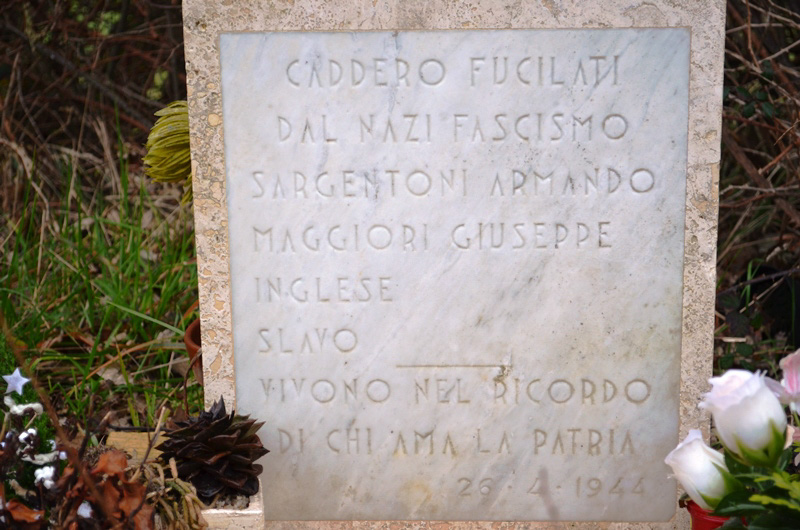 CADDERO FUCILATI
DAL NAZI FASCISMO
SARGENTONI ARMANDO
MAGGIORI GIUSEPPE
INGLESE
SLAVO
VIVONO NEL RICORDO
DI CHI AMA LA PATRIA
26·4·1944